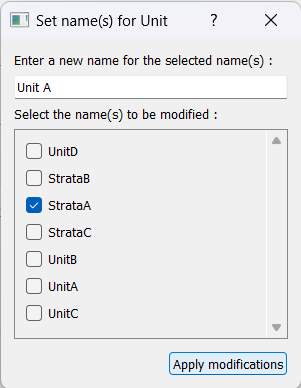 Set name(s) for Unit ?
Enter a new name for the selected name(s) :
Unit A
Select the name(s) to be modified :
UnitD
StrataB
StrataA
StrataC
UnitB
UnitA
UnitC
Apply modifications